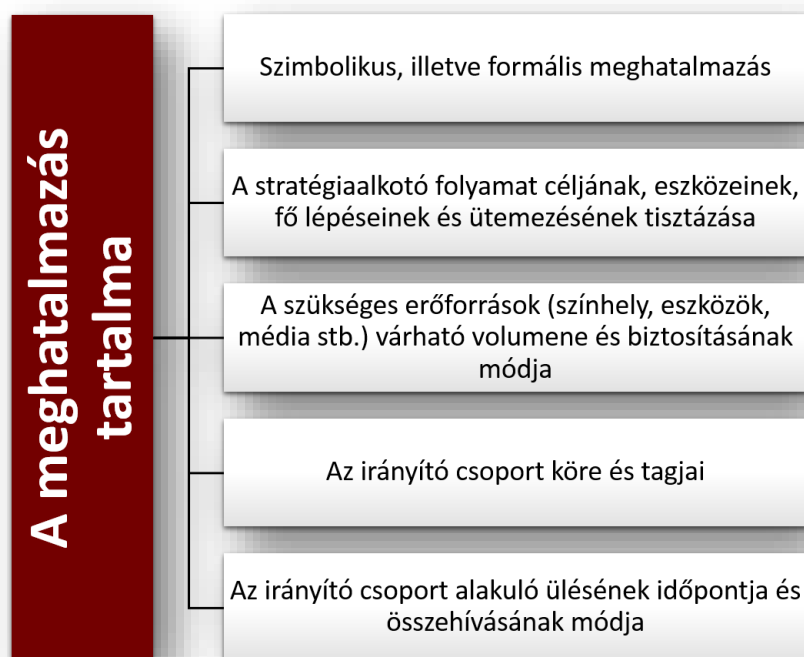 A meghatalmazás
tartalma
Szimbolikus, illetve formális meghatalmazás
A stratégiaalkotó folyamat céljának, eszközeinek,
fő lépéseinek és ütemezésének tisztázása
A szükséges erőforrások (színhely, eszközök,
média stb.) várható volumene és biztosításának
módja
Az irányító csoport köre és tagjai
Az irányító csoport alakuló ülésének időpontja és
összehívásának módja